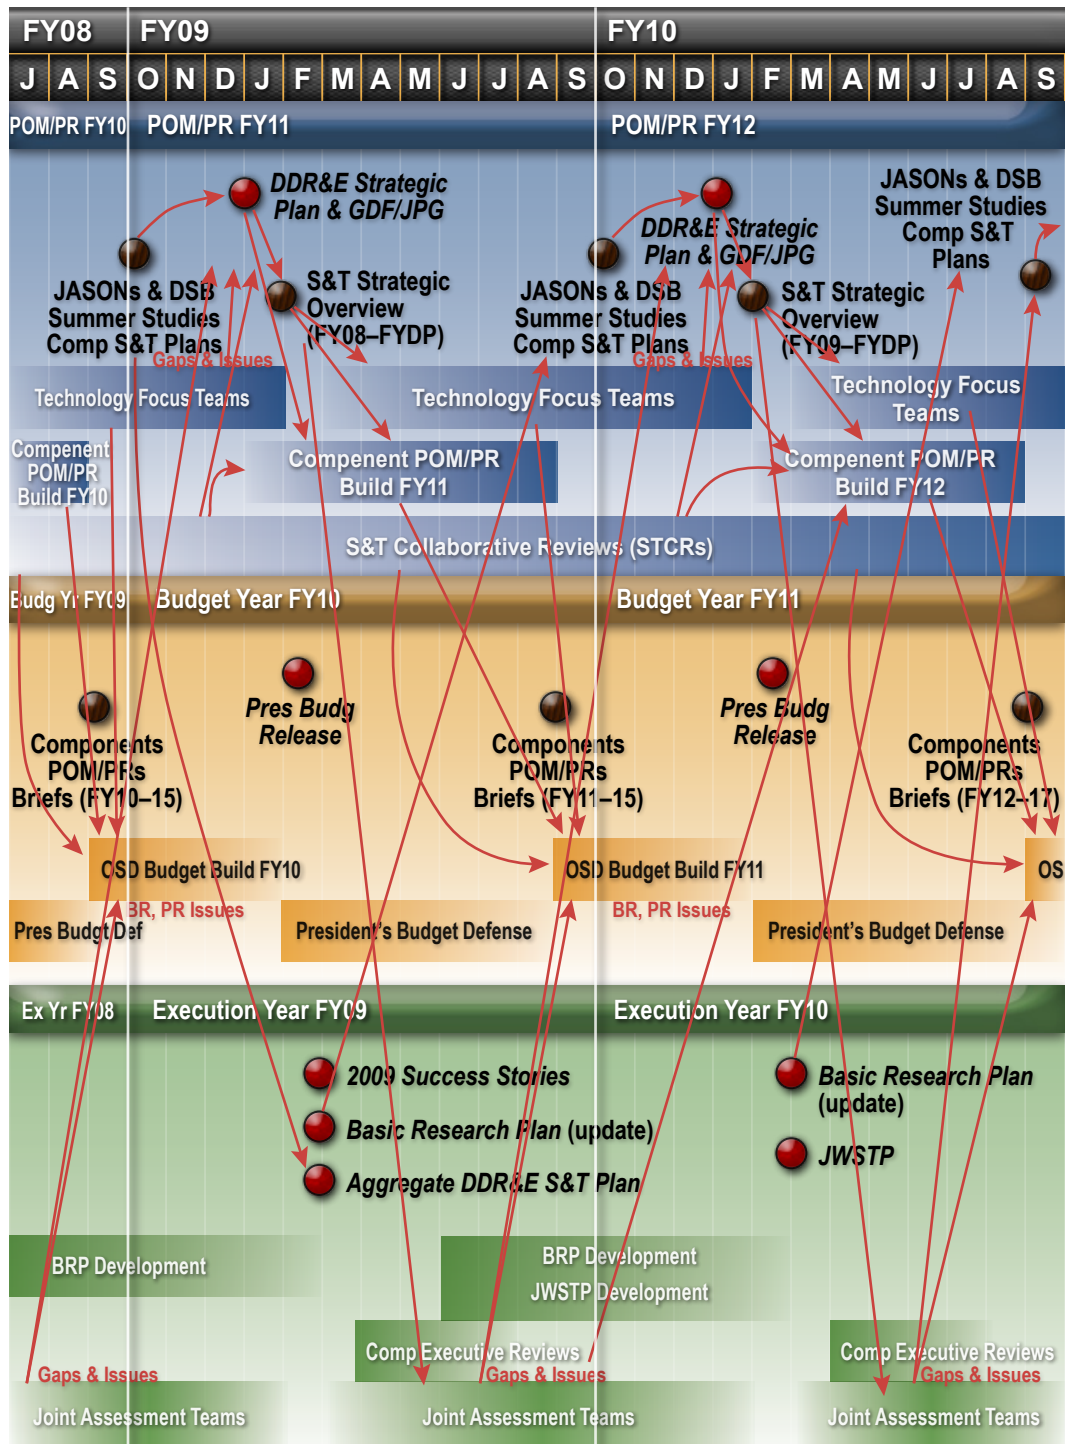 FY08 FY09 FY10
J A S O N D J F M A M J J A S O N D J F M A M J J A S
POM/PR FY10 POM/PR FY11 POM/PR FY12
DDR&E Strategic
Plan & GDF/JPG
JASONs & DSB
Summer Studies
Comp S&T Plans
S&T Strategic
Overview
(FY08–FYDP)
Gaps & Issues
DDR&E Strategic
Plan & GDF/JPG
JASONs & DSB
Summer Studies
Comp S&T Plans
S&T Strategic
Overview
(FY09–FYDP)
Gaps & Issues
JASONs & DSB
Summer Studies
Comp S&T
Plans
Technology Focus Teams
Technology Focus Teams
Technology Focus
Teams
Compenent
POM/PR
Build FY10
Compenent POM/PR
Build FY11
Compenent POM/PR
Build FY12
S&T Collaborative Reviews (STCRs)
Budg Yr FY09 Budget Year FY10 Budget Year FY11
Pres Budg
Release
Pres Budg
Release
Components
POM/PRs
Briefs (FY10–15)
Components
POM/PRs
Briefs (FY11–15)
Components
POM/PRs
Briefs (FY12–17)
OSD Budget Build FY10
OSD Budget Build FY11
OS
BR, PR Issues
BR, PR Issues
Pres Budgt Def
President's Budget Defense
President's Budget Defense
Ex Yr FY08 Execution Year FY09 Execution Year FY10
2009 Success Stories
Basic Research Plan (update)
Aggregate DDR&E S&T Plan
Basic Research Plan
(update)
JWSTP
BRP Development
BRP Development
JWSTP Development
Comp Executive Reviews
Comp Executive Reviews
Gaps & Issues
Gaps & Issues
Gaps & Issues
Joint Assessment Teams
Joint Assessment Teams
Joint Assessment Teams